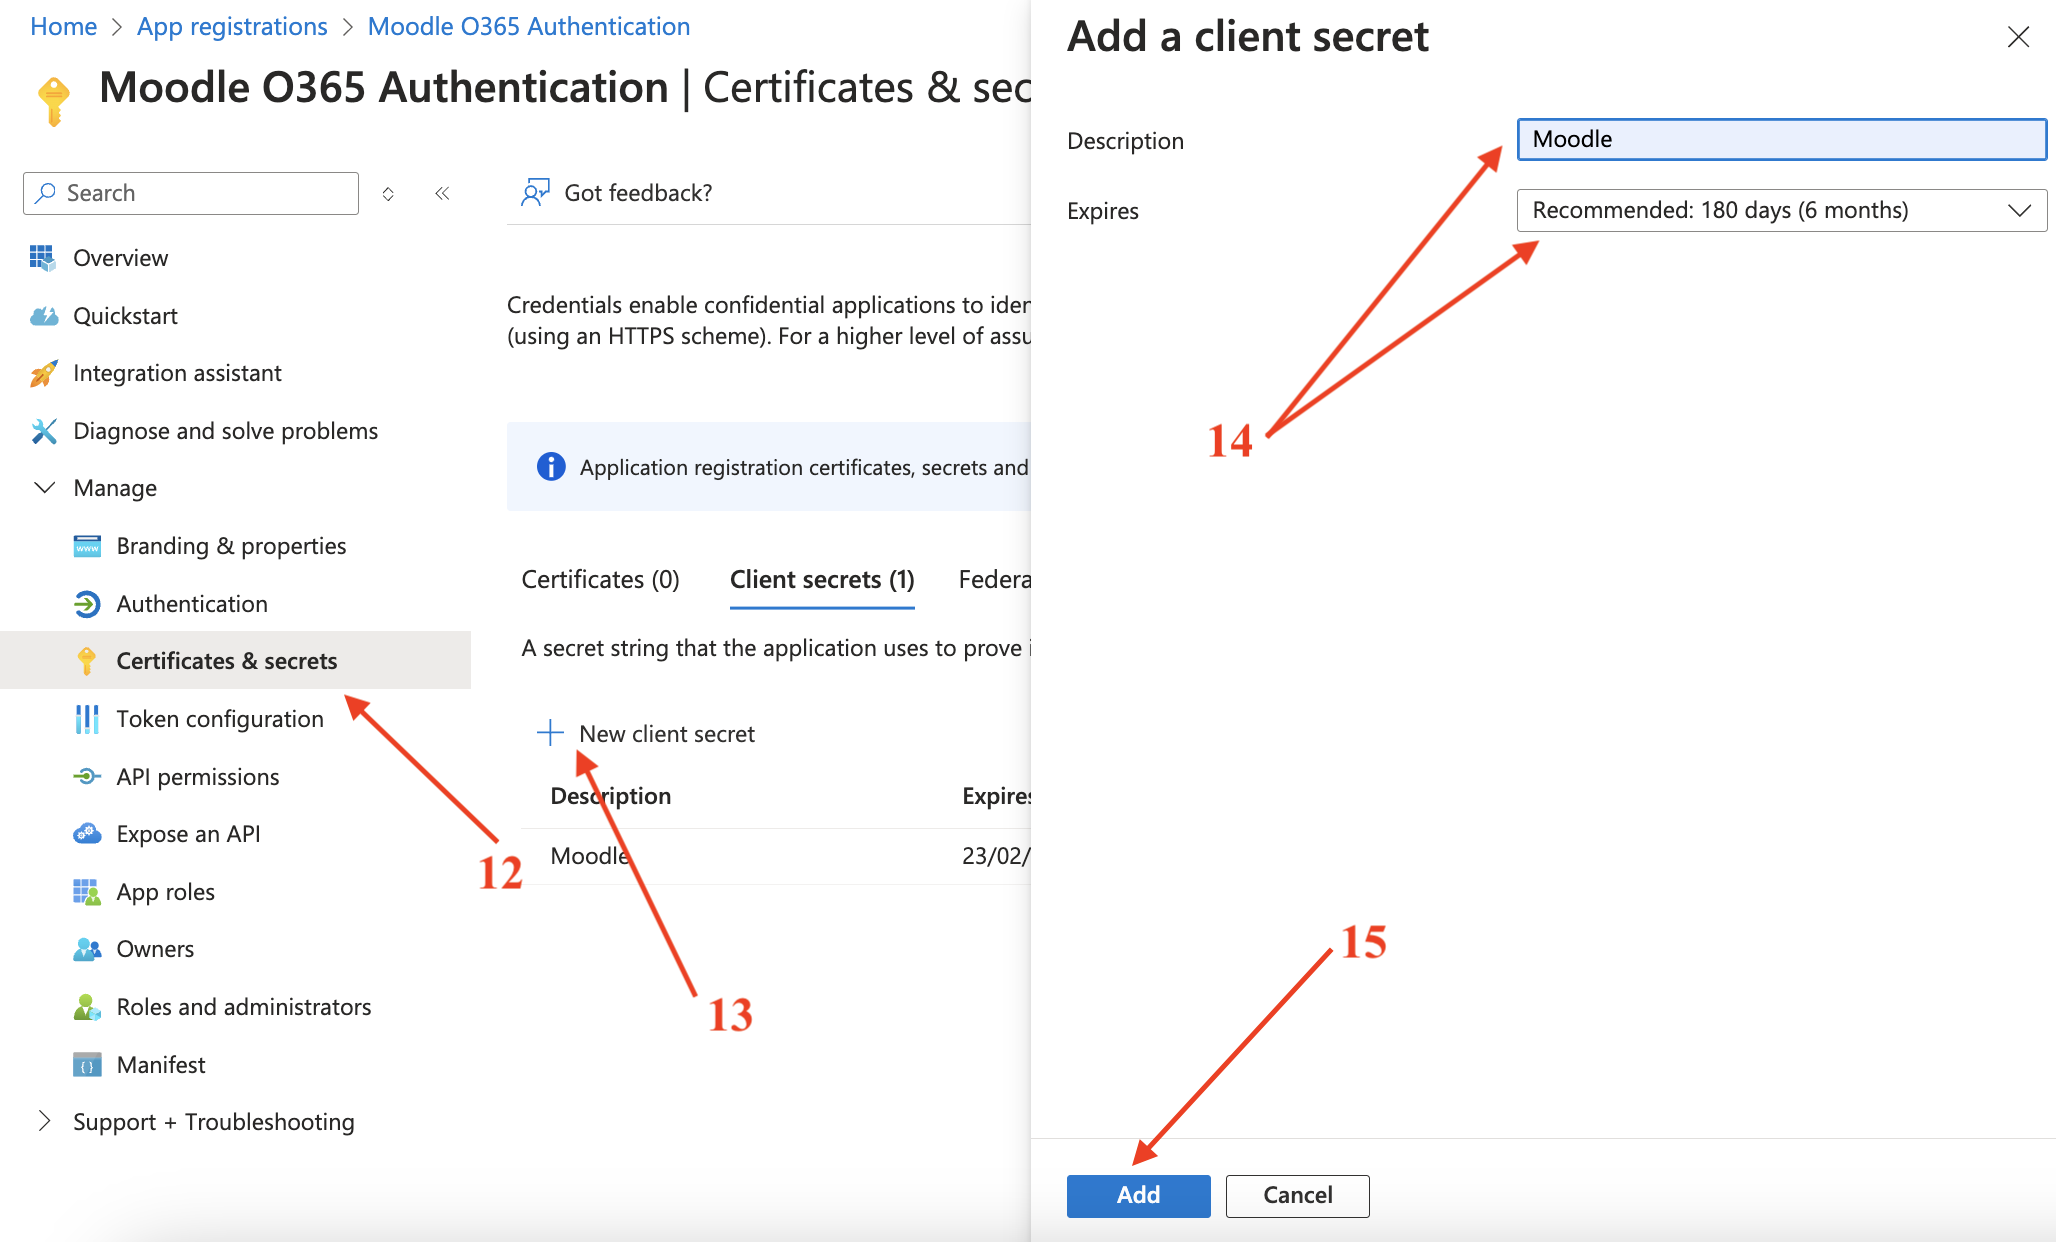 Home > App registrations > Moodle O365 Authentication
Moodle O365 Authentication | Certificates & sec
Search
Overview
Quickstart
Integration assistant
Diagnose and solve problems
Manage
Branding & properties
Authentication
Certificates & secrets
Token configuration
API permissions
Expose an API
App roles
Owners
Roles and administrators
Manifest
Support + Troubleshooting
Got feedback?
Credentials enable confidential applications to iden
(using an HTTPS scheme). For a higher level of assu
Application registration certificates, secrets and
Certificates (0) Client secrets (1) Federa
A secret string that the application uses to prove i
New client secret
Description Expires
Moodle 23/02/
12
13
Add a client secret
Description Moodle
Expires Recommended: 180 days (6 months)
14
15
Add Cancel